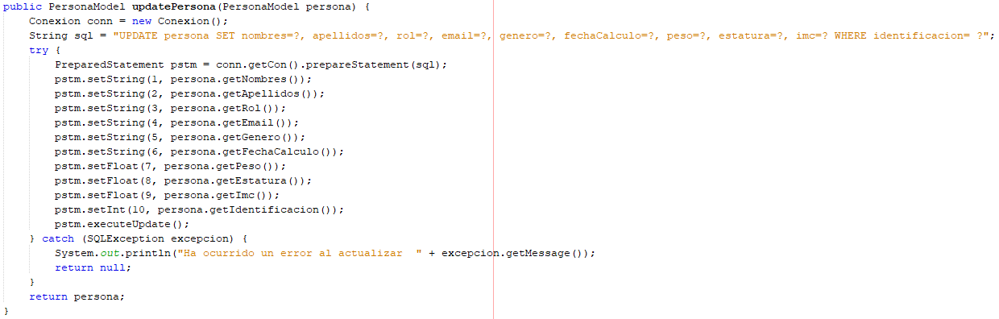 public PersonaModel updatePersona(PersonaModel persona) {
    Conexion conn = new Conexion();
    String sql = "UPDATE persona SET nombres=?, apellidos=?, rol=?, email=?, genero=?, fechaCalculo=?, peso=?, estatura=?, imc=? WHERE identificacion= ?";
    try {
        PreparedStatement pstm = conn.getCon().prepareStatement(sql);
        pstm.setString(1, persona.getNombres());
        pstm.setString(2, persona.getApellidos());
        pstm.setString(3, persona.getRol());
        pstm.setString(4, persona.getEmail());
        pstm.setString(5, persona.getGenero());
        pstm.setString(6, persona.getFechaCalculo());
        pstm.setFloat(7, persona.getPeso());
        pstm.setFloat(8, persona.getEstatura());
        pstm.setFloat(9, persona.getImc());
        pstm.setInt(10, persona.getIdentificacion());
        pstm.executeUpdate();
    } catch (SQLException excepcion) {
        System.out.println("Ha ocurrido un error al actualizar  " + excepcion.getMessage());
        return null;
    }
    return persona;
}